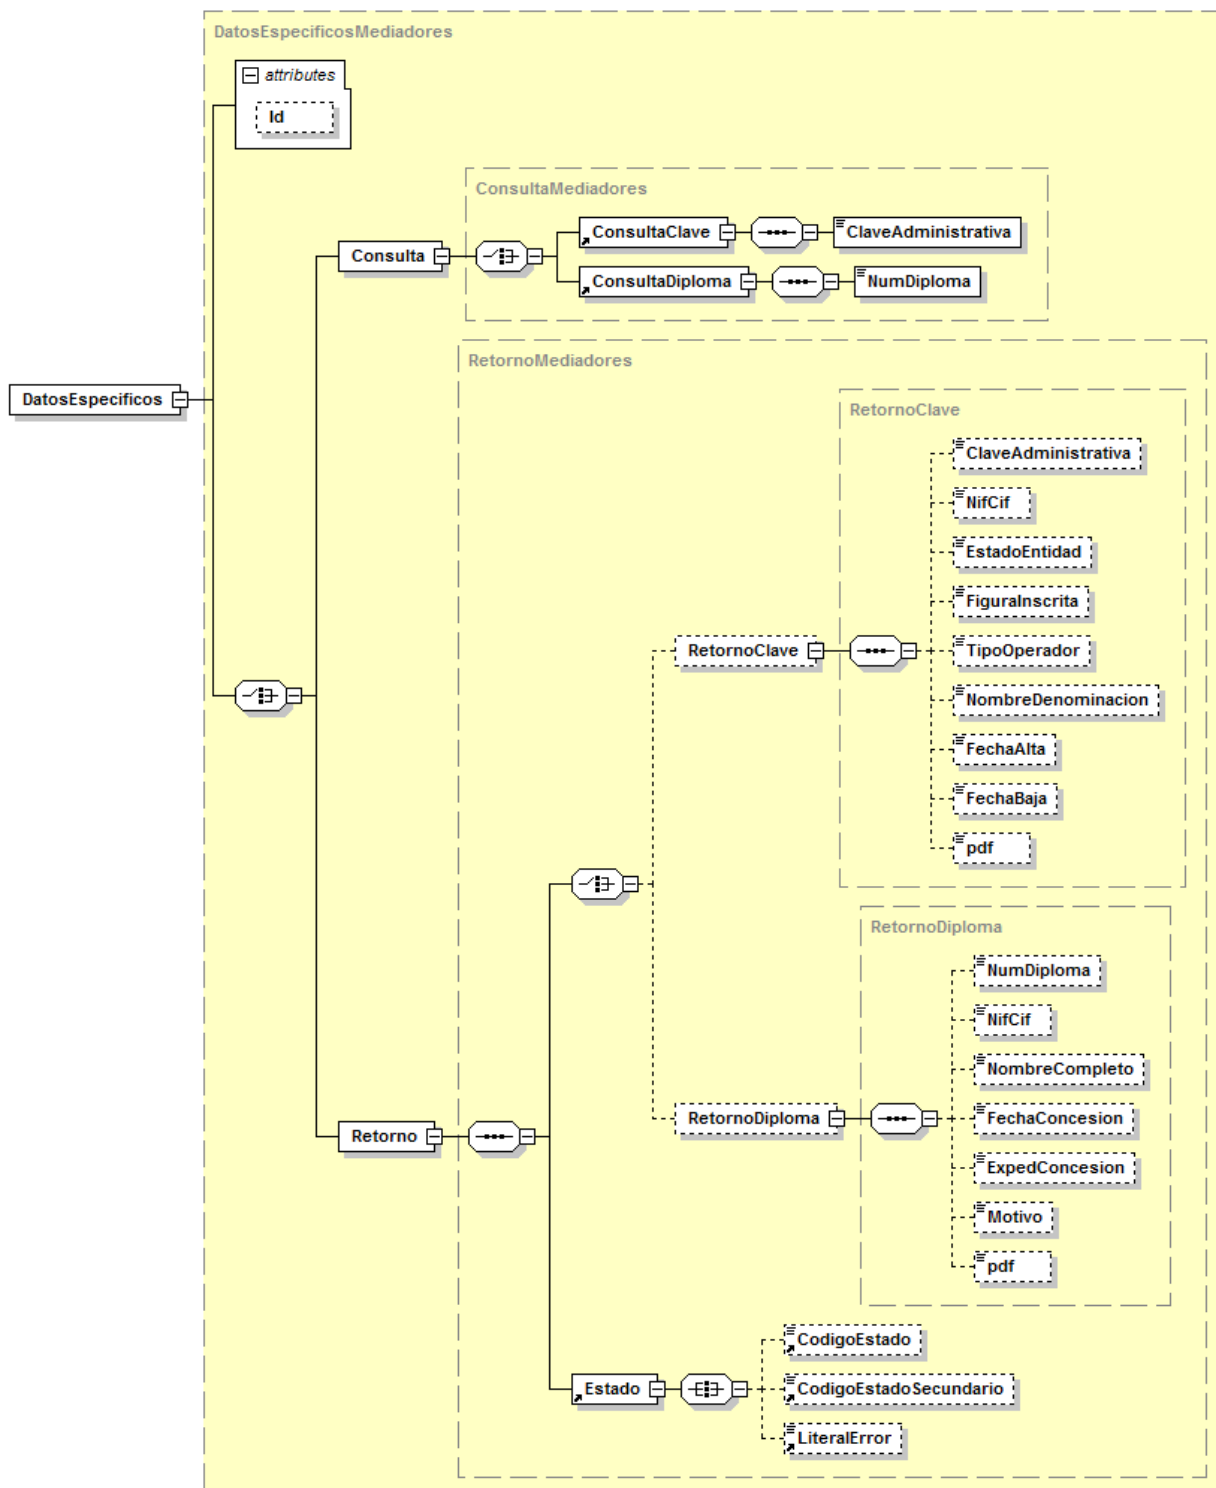 DatosEspecificosMediadores
attributes
Id
ConsultaMediadores
ConsultaClave
ClaveAdministrativa
Consulta
ConsultaDiploma
NumDiploma
RetornoMediadores
DatosEspecificos
RetornoClave
ClaveAdministrativa
NifCif
EstadoEntidad
FiguraInscrita
RetornoClave
TipoOperador
NombreDenominacion
FechaAlta
FechaBaja
pdf
RetornoDiploma
NumDiploma
NifCif
NombreCompleto
RetornoDiploma
FechaConcesion
Retorno
ExpedConcesion
Motivo
pdf
CodigoEstado
Estado
CodigoEstadoSecundario
LiteralError